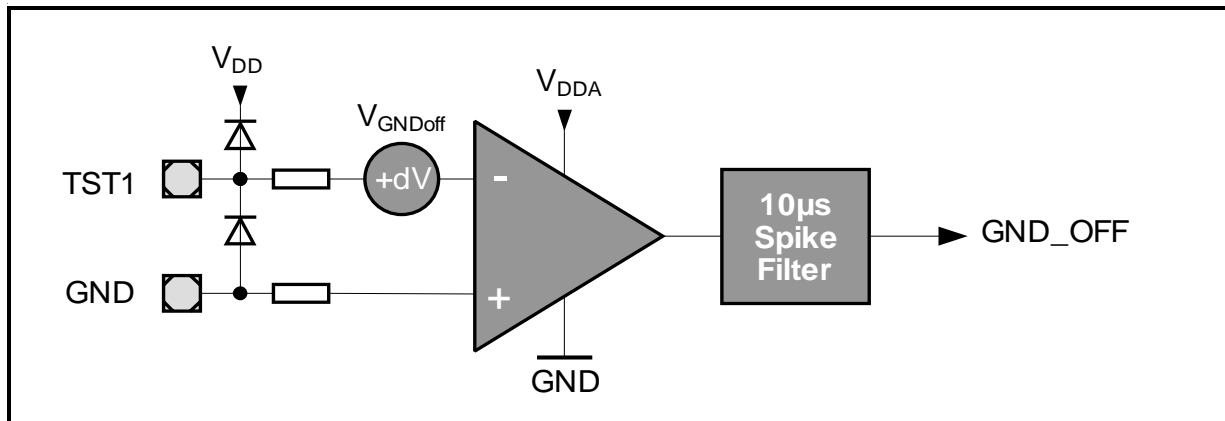 VDD
VDDA
VGNDoff
TST1
+dV
-
10µs
Spike
Filter
GND_OFF
GND
+
GND